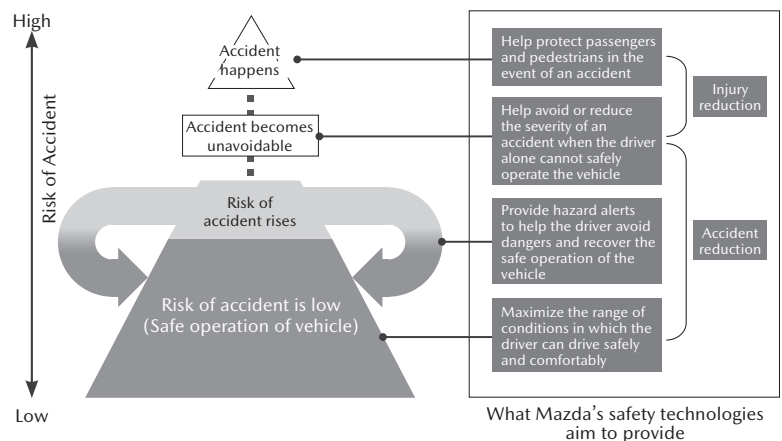 High
Risk of Accident
Low
Accident
happens
Accident becomes
unavoidable
Risk of
accident rises
Risk of accident is low
(Safe operation of vehicle)
Help protect passengers
and pedestrians in the
event of an accident
Help avoid or reduce
the severity of an
accident when the driver
alone cannot safely
operate the vehicle
Provide hazard alerts
to help the driver avoid
dangers and recover the
safe operation of the
vehicle
Maximize the range of
conditions in which the
driver can drive safely
and comfortably
Injury
reduction
Accident
reduction
What Mazda’s safety technologies
aim to provide